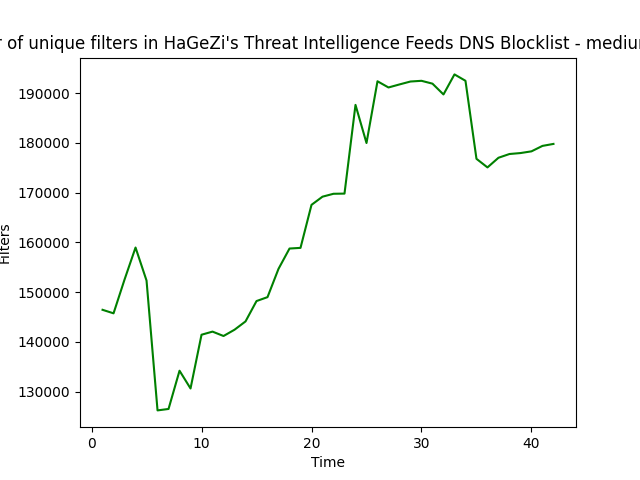 r of unique filters in HaGeZi's Threat Intelligence Feeds DNS Blocklist - mediu
190000
180000
170000
160000
150000
140000
130000
Filters
0 10 20 30 40
Time